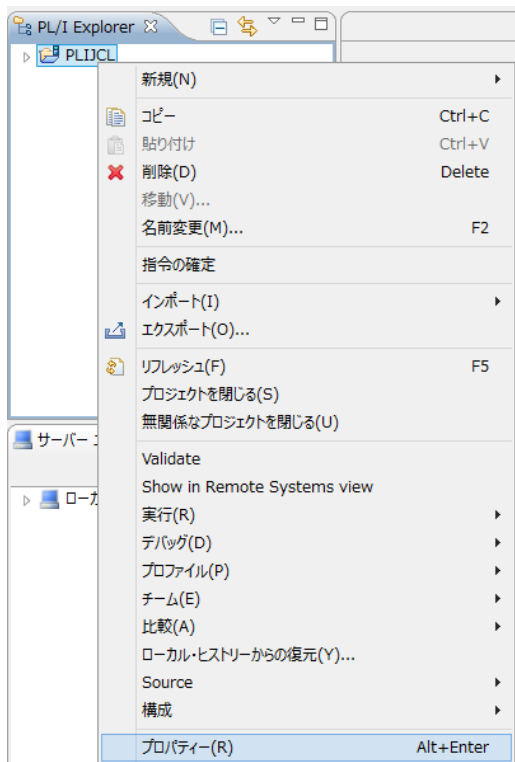 PL/I Explorer
PLIJCL
新規(N)
コピー Ctrl+C
貼り付け Ctrl+V
削除(D) Delete
移動(V)...
名前変更(M)... F2
指令の確定
インポート(I)
エクスポート(O)...
リフレッシュ(F) F5
プロジェクトを閉じる(S)
無関係なプロジェクトを閉じる(U)
サーバー
Validate
Show in Remote Systems view
ローカ
実行(R)
デバッグ(D)
プロファイル(P)
チーム(E)
比較(A)
ローカル・ヒストリーからの復元(Y)...
Source
構成
プロパティー(R) Alt+Enter